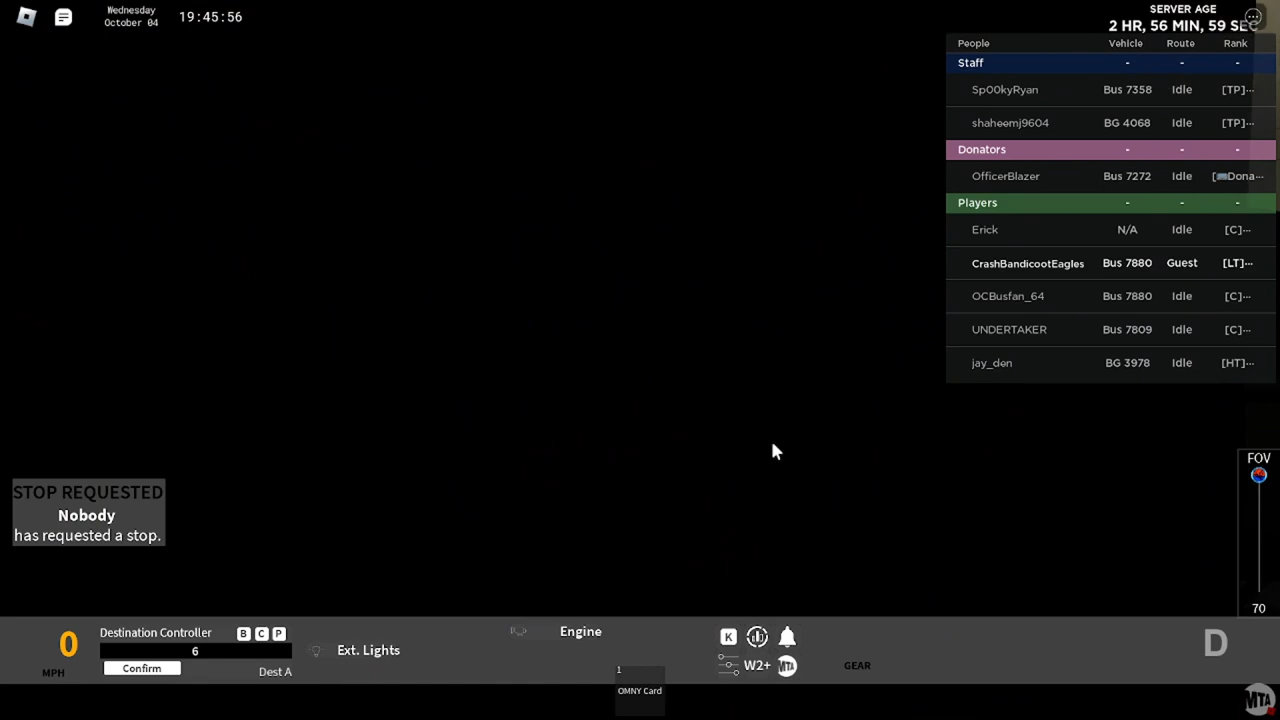 Wednesday
October 04
19:45:56
SERVER AGE
2 HR, 56 MIN, 59 SEC
People Vehicle Route Rank
Staff - - -
Sp00kyRyan Bus 7358 Idle [TP]...
shaheemj9604 BG 4068 Idle [TP]...
Donators - - -
OfficerBlazer Bus 7272 Idle [Dona...
Players - - -
Erick N/A Idle [C]...
CrashBandicootEagles Bus 7880 Guest [LT]...
OCBusfan_64 Bus 7880 Idle [C]...
UNDERTAKER Bus 7809 Idle [C]...
jay_den BG 3978 Idle [HT]...
FOV
70
STOP REQUESTED
Nobody
has requested a stop.
0
MPH
Destination Controller B C P
6
Confirm
Dest A
Ext. Lights
Engine
K
W2+ MTA
GEAR
D
1
OMNY Card
MTA